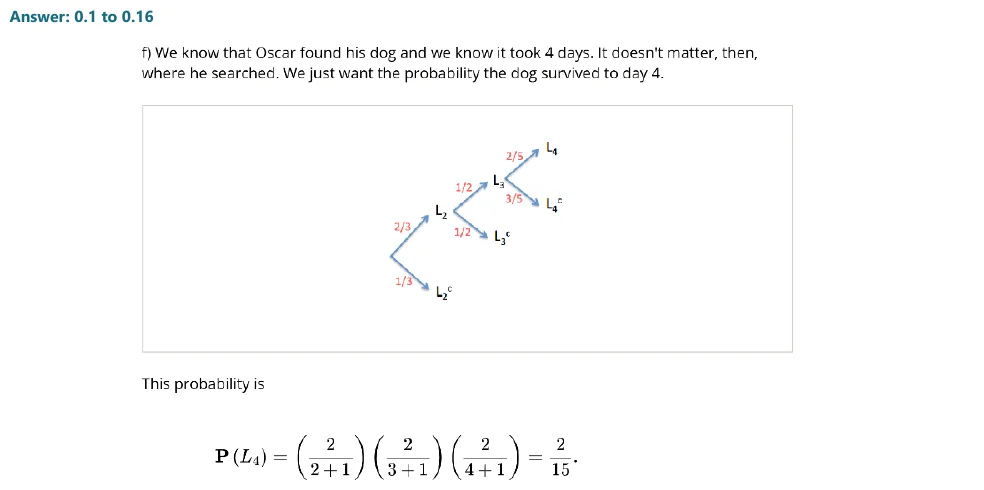 Answer: 0.1 to 0.16
f) We know that Oscar found his dog and we know it took 4 days. It doesn't matter, then,
where he searched. We just want the probability the dog survived to day 4.
2/5 L₄
1/2 L₃
3/5 L₄ᶜ
2/3 L₂
1/2 L₃ᶜ
1/3 L₂ᶜ
This probability is
P (L₄) = (2/(2+1)) (2/(3+1)) (2/(4+1)) = 2/15.